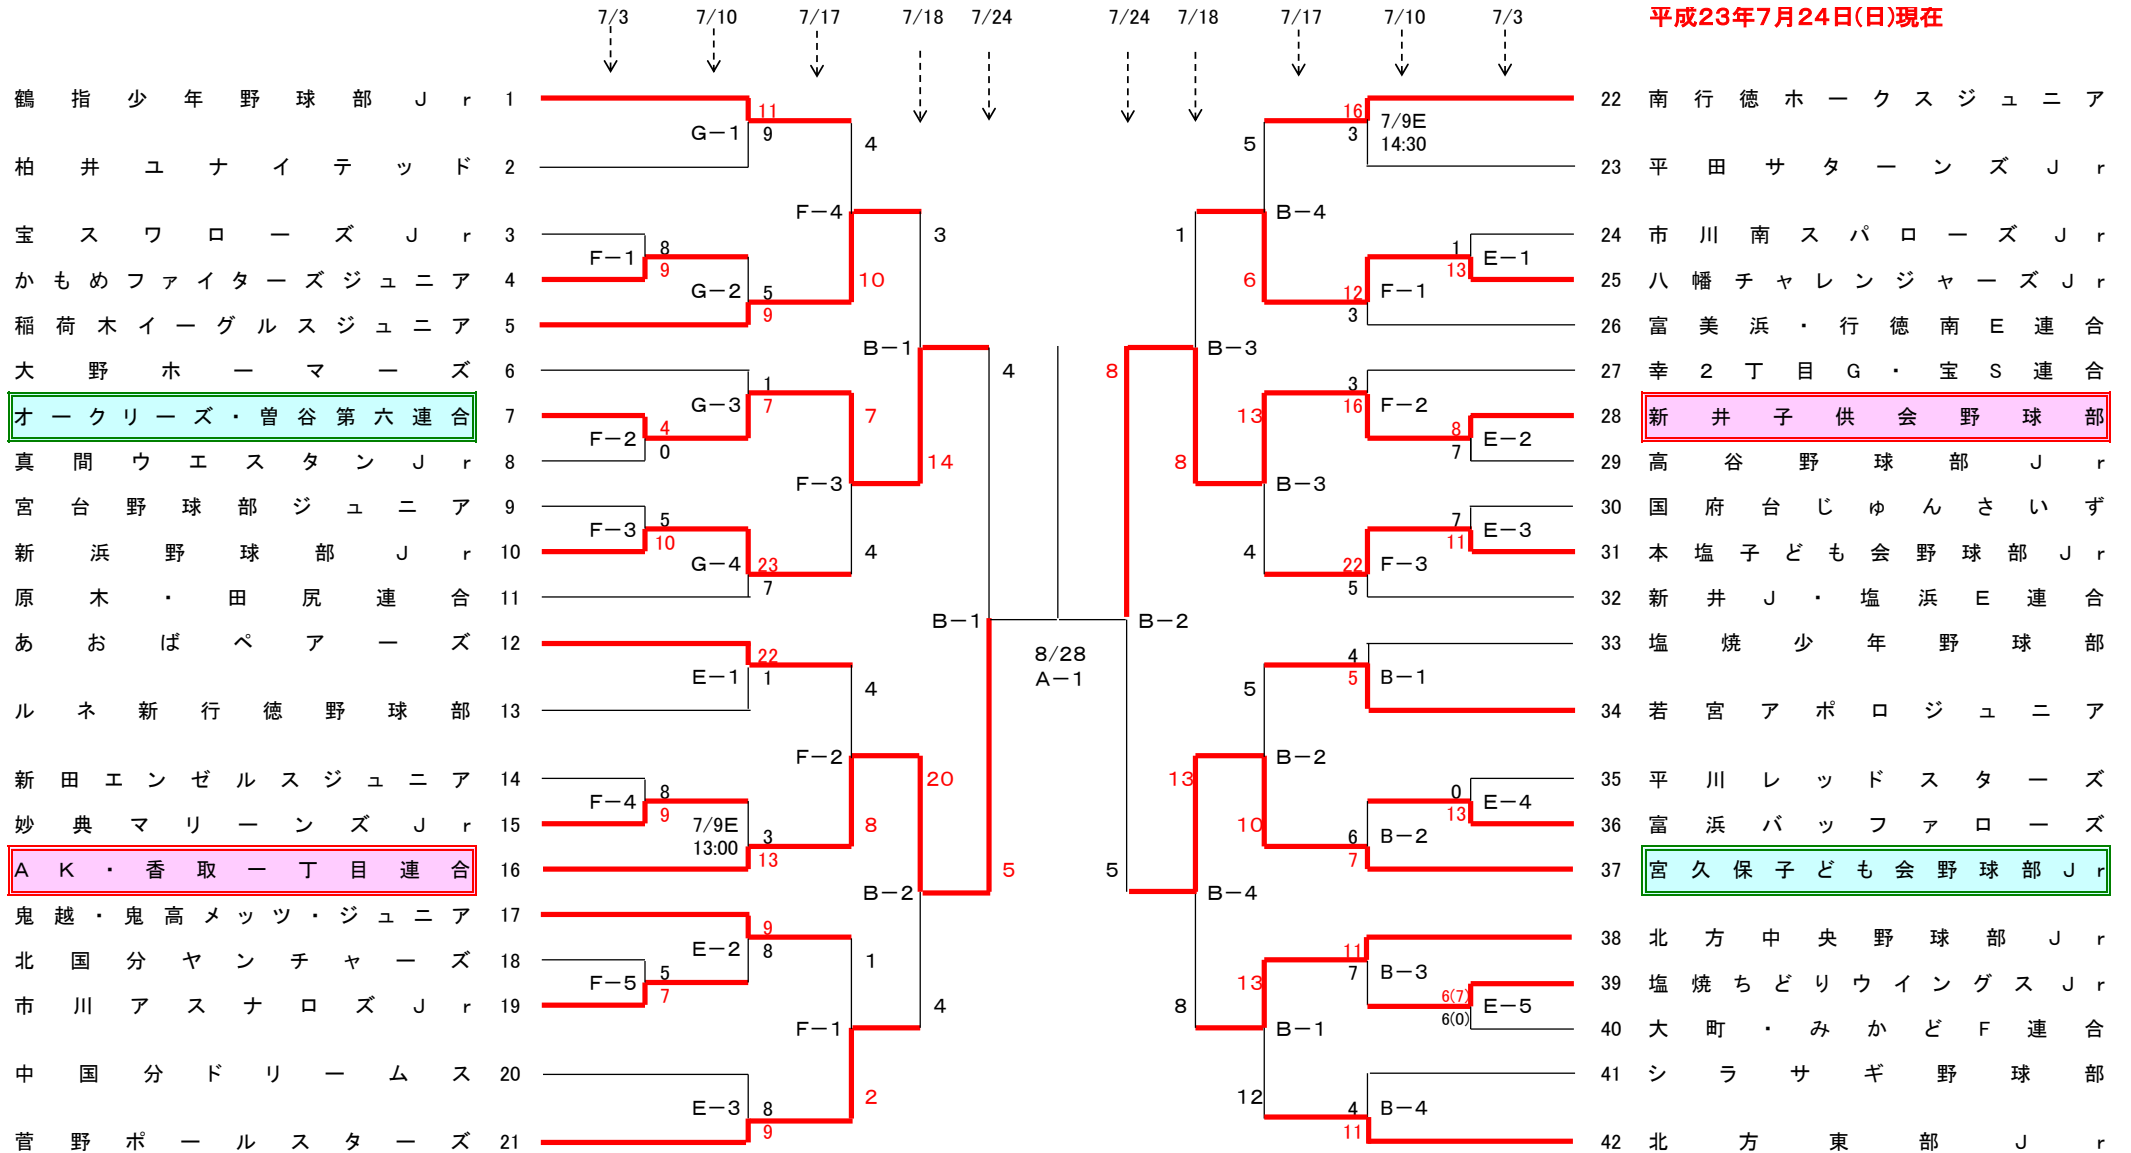 7/3 7/10 7/17 7/18 7/24 7/24 7/18 7/17 7/10 7/3 平成23年7月24日(日)現在
鶴指少年野球部Jr 1
11
G－1 9
柏井ユナイテッド 2
4
F－4
宝スワローズJr 3
F－1 8
9
かもめファイターズジュニア 4
G－2 5
9
10
稲荷木イーグルスジュニア 5
3
B－1
大野ホーマーズ 6
G－3 1
7
7
オークリーズ・曽谷第六連合 7
F－2 4
0
真間ウエスタンJr 8
F－3
14
宮台野球部ジュニア 9
F－3 5
10
新浜野球部Jr 10
G－4 23
7
4
原木・田尻連合 11
4
B－1
あおばペアーズ 12
22
E－1 1
4
ルネ新行徳野球部 13
F－2
20
新田エンゼルスジュニア 14
F－4 8
9
妙典マリーンズJr 15
7/9E
13:00
3
13
8
AK・香取一丁目連合 16
B－2
5
鬼越・鬼高メッツ・ジュニア 17
9
E－2 8
北国分ヤンチャーズ 18
F－5 5
7
1
市川アスナロズJr 19
F－1
4
中国分ドリームス 20
E－3 8
9
2
菅野ポールスターズ 21
8/28
A－1
22 南行徳ホークスジュニア
16
3
7/9E
14:30
5
23 平田サターンズJr
B－4
24 市川南スパローズJr
1
13
E－1
25 八幡チャレンジャーズJr
12
3
F－1
6
1
26 富美浜・行徳南E連合
B－3
8
27 幸2丁目G・宝S連合
3
16
F－2
13
28 新井子供会野球部
8
7
E－2
29 高谷野球部Jr
8
B－3
30 国府台じゅんさいず
7
11
E－3
31 本塩子ども会野球部Jr
22
5
F－3
4
32 新井J・塩浜E連合
B－2
33 塩焼少年野球部
4
5
B－1
5
34 若宮アポロジュニア
B－2
13
35 平川レッドスターズ
0
13
E－4
36 富浜バッファローズ
6
7
B－2
10
37 宮久保子ども会野球部Jr
5
B－4
38 北方中央野球部Jr
11
7
B－3
39 塩焼ちどりウイングスJr
6(7)
6(0)
E－5
13
8
40 大町・みかどF連合
B－1
41 シラサギ野球部
4
11
B－4
12
42 北方東部Jr